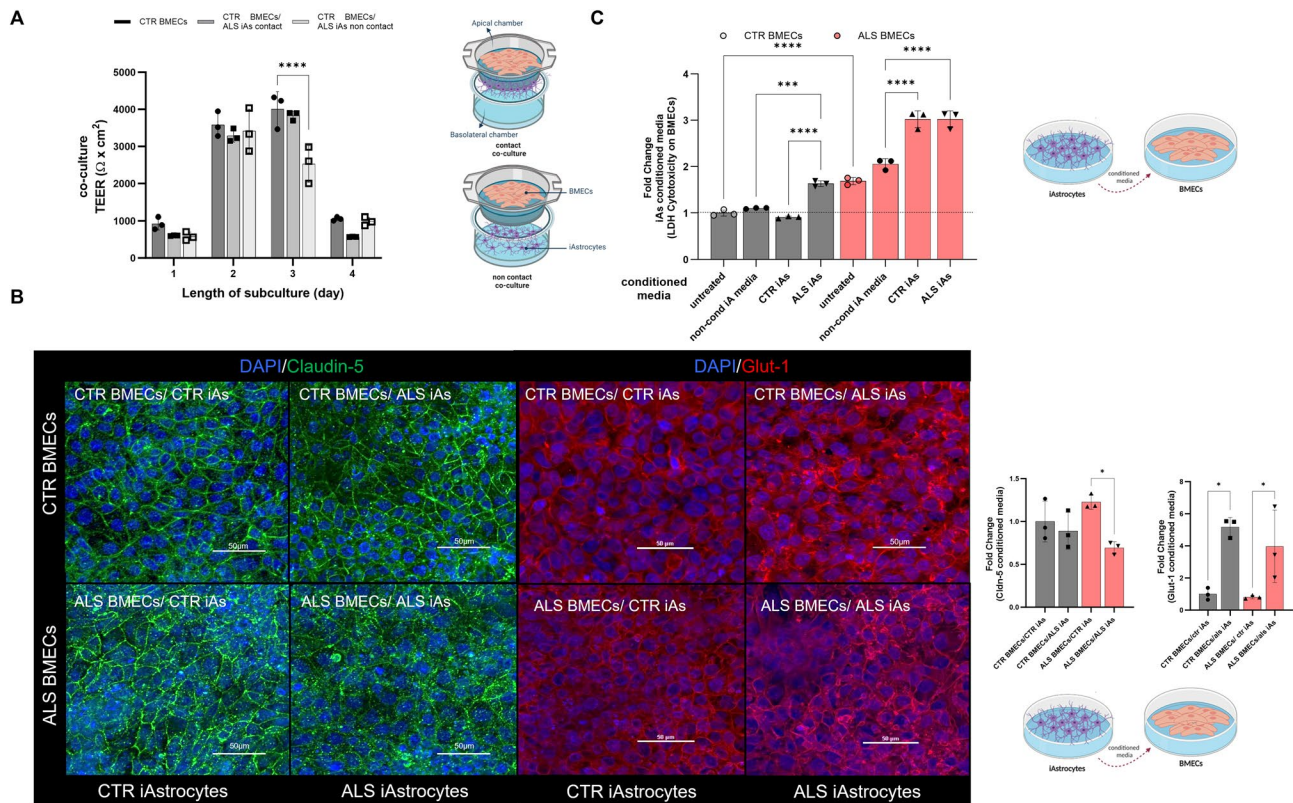 A
CTR BMECs
CTR BMECs/
ALS iAs contact
CTR BMECs/
ALS iAs non contact
****
5000
4000
3000
2000
1000
0
co-culture
TEER (Ω x cm²)
1
2
3
4
Length of subculture (day)
Apical chamber
Basolateral chamber
contact
co-culture
BMECs
iAstrocytes
non contact
co-culture
C
CTR BMECs
ALS BMECs
****
****
***
****
****
4
3
2
1
0
Fold Change
iAs conditioned media
(LDH Cytotoxicity on BMECs)
conditioned
media
untreated
non-cond iA media
CTR iAs
ALS iAs
untreated
non-cond iA media
CTR iAs
ALS iAs
conditioned
media
iAstrocytes
BMECs
B
DAPI/Claudin-5
DAPI/Glut-1
CTR BMECs
CTR BMECs/ CTR iAs
50µm
CTR BMECs/ ALS iAs
50µm
CTR BMECs/ CTR iAs
50 µm
CTR BMECs/ ALS iAs
50µm
ALS BMECs
ALS BMECs/ CTR iAs
50µm
ALS BMECs/ ALS iAs
50µm
ALS BMECs/ CTR iAs
50 µm
ALS BMECs/ ALS iAs
50 µm
CTR iAstrocytes
ALS iAstrocytes
CTR iAstrocytes
ALS iAstrocytes
*
1.5
1.0
0.5
0.0
Fold Change
(Cldn-5 conditioned media)
CTR BMECs/CTR iAs
CTR BMECs/ALS iAs
ALS BMECs/CTR iAs
ALS BMECs/ALS iAs
*
*
8
6
4
2
0
Fold Change
(Glut-1 conditioned media)
CTR BMECs/ctr iAs
CTR BMECs/als iAs
ALS BMECs/ ctr iAs
ALS BMECs/als iAs
conditioned
media
iAstrocytes
BMECs